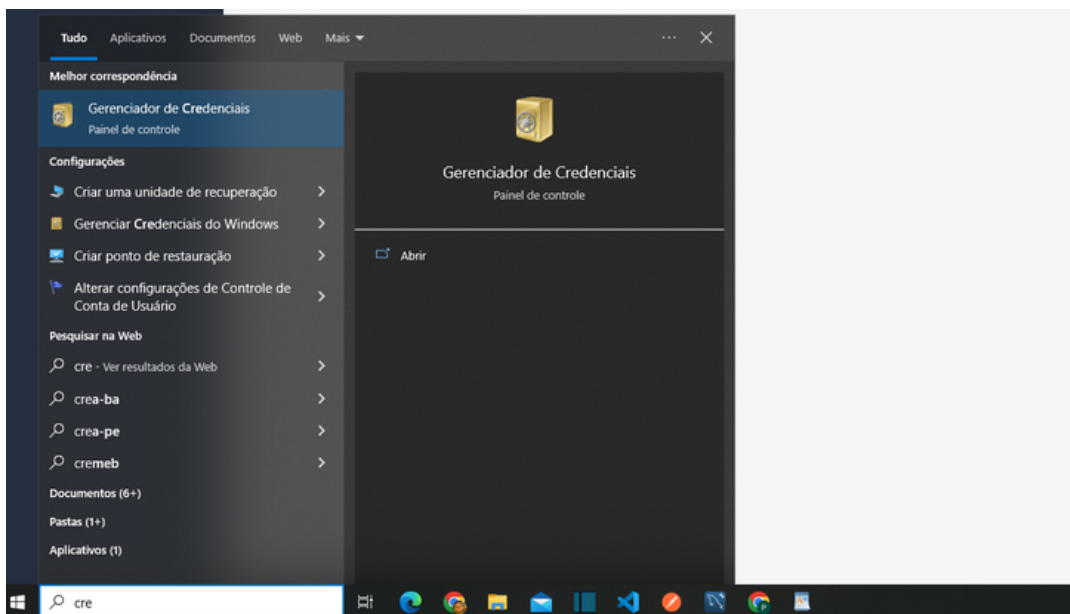 Tudo Aplicativos Documentos Web Mais
Melhor correspondência
Gerenciador de Credenciais
Painel de controle
Configurações
Criar uma unidade de recuperação
Gerenciar Credenciais do Windows
Criar ponto de restauração
Alterar configurações de Controle de
Conta de Usuário
Pesquisar na Web
cre - Ver resultados da Web
crea-ba
crea-pe
cremeb
Documentos (6+)
Pastas (1+)
Aplicativos (1)
cre
Gerenciador de Credenciais
Painel de controle
Abrir